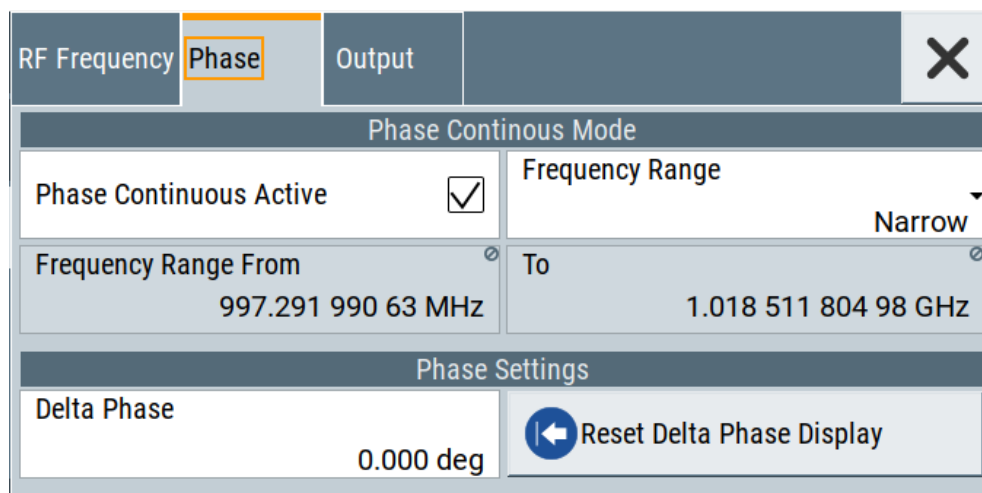 RF Frequency Phase Output
Phase Continous Mode
Phase Continuous Active
Frequency Range
Narrow
Frequency Range From
997.291 990 63 MHz
To
1.018 511 804 98 GHz
Phase Settings
Delta Phase
0.000 deg
Reset Delta Phase Display